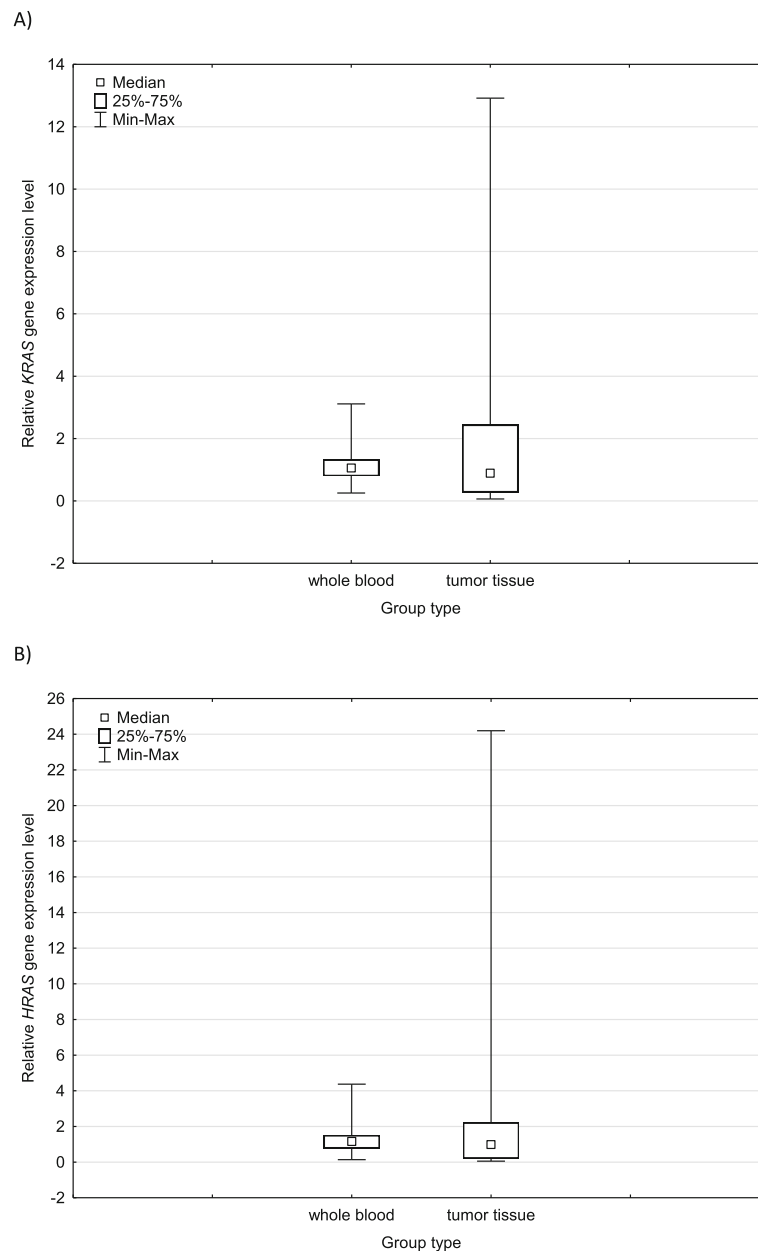 A)
14
12
10
8
6
4
2
0
-2
Median
25%-75%
Min-Max
Relative KRAS gene expression level
whole blood tumor tissue
Group type
B)
26
24
22
20
18
16
14
12
10
8
6
4
2
0
-2
Median
25%-75%
Min-Max
Relative HRAS gene expression level
whole blood tumor tissue
Group type